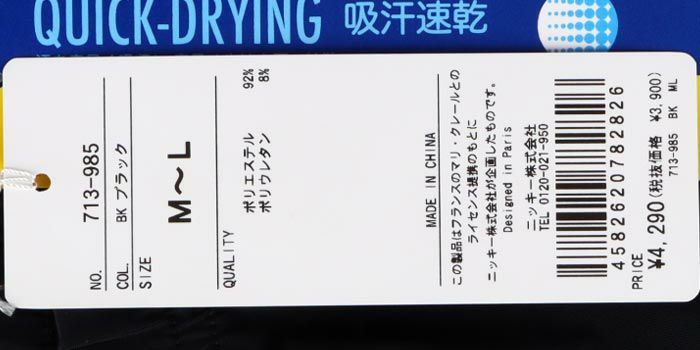 QUICK-DRYING 吸汗速乾
NO. 713-985
COL. BK ブラック
SIZE
M～L
QUALITY
ポリエステル 92%
ポリウレタン 8%
MADE IN CHINA
この製品はフランスのマリ・クレールとの
ライセンス提携のもとに
ニッキー株式会社が企画したものです。
Designed in Paris
ニッキー株式会社
TEL 0120-021-950
4582620782826
PRICE ¥4,290(税抜価格 ¥3,900)
713-985 BK ML